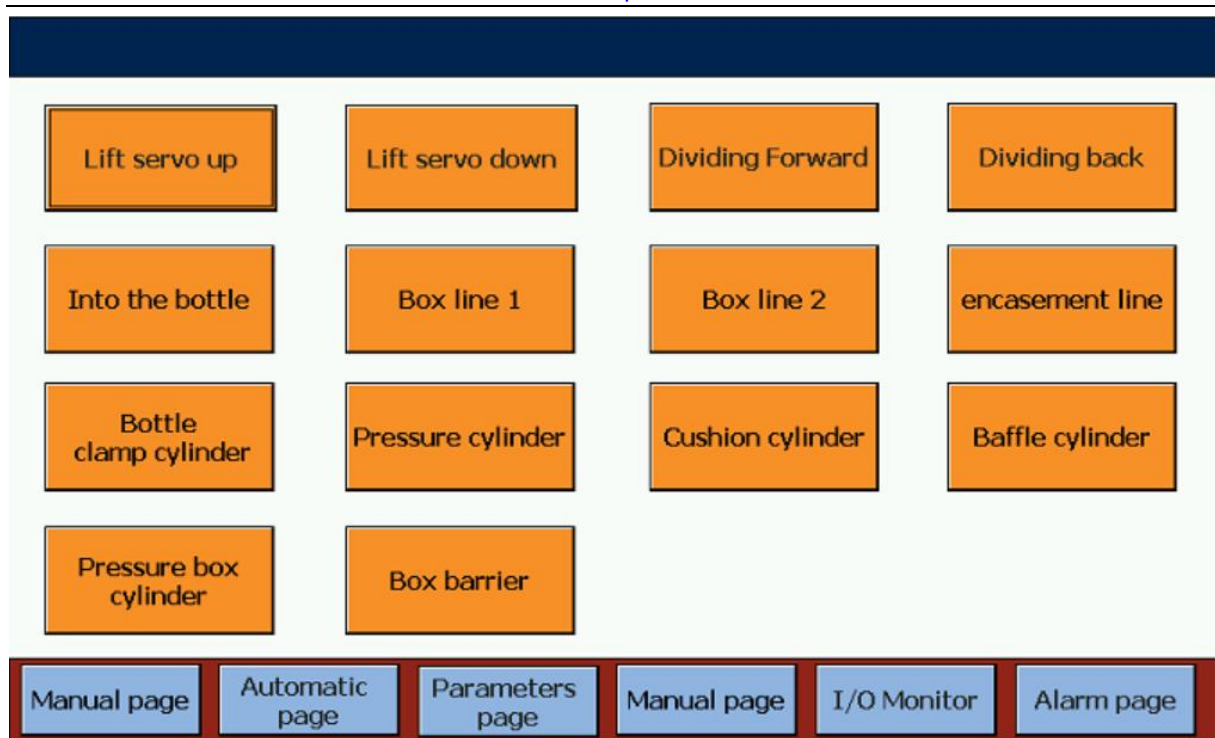 Lift servo up
Lift servo down
Dividing Forward
Dividing back
Into the bottle
Box line 1
Box line 2
encasement line
Bottle
clamp cylinder
Pressure cylinder
Cushion cylinder
Baffle cylinder
Pressure box
cylinder
Box barrier
Manual page
Automatic
page
Parameters
page
Manual page
I/O Monitor
Alarm page